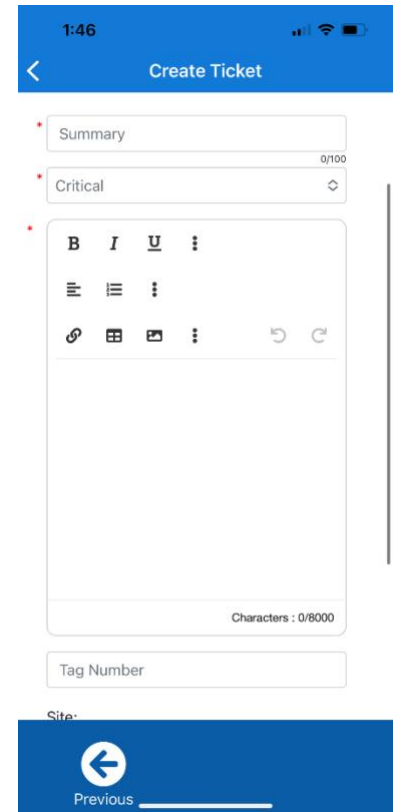 1:46
Create Ticket
* Summary
0/100
* Critical
*
B I U
Characters : 0/8000
Tag Number
Site:
Previous